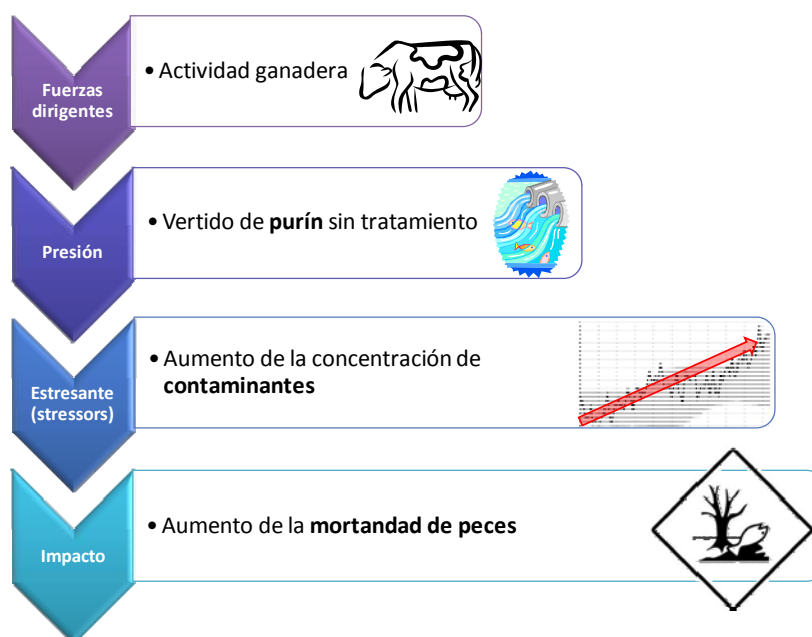 Fuerzas
dirigentes
• Actividad ganadera
Presión
• Vertido de purín sin tratamiento
Estresante
(stressors)
• Aumento de la concentración de
contaminantes
Impacto
• Aumento de la mortandad de peces